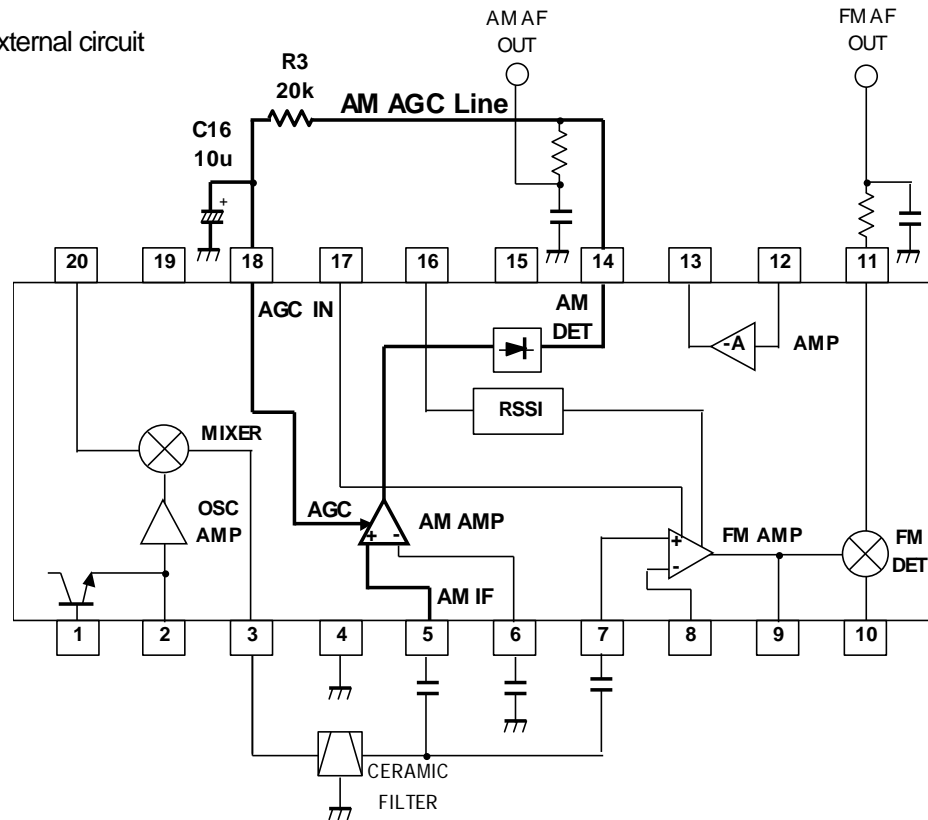 xternal circuit
AM AF
OUT
FM AF
OUT
R3
20k
AM AGC Line
C16
10u
+
20
19
18
17
16
15
14
13
12
11
AGC IN
AM
DET
-A
AMP
RSSI
MIXER
OSC
AMP
AGC
AM AMP
+ -
FM AMP
+
-
FM
DET
AM IF
1
2
3
4
5
6
7
8
9
10
CERAMIC
FILTER